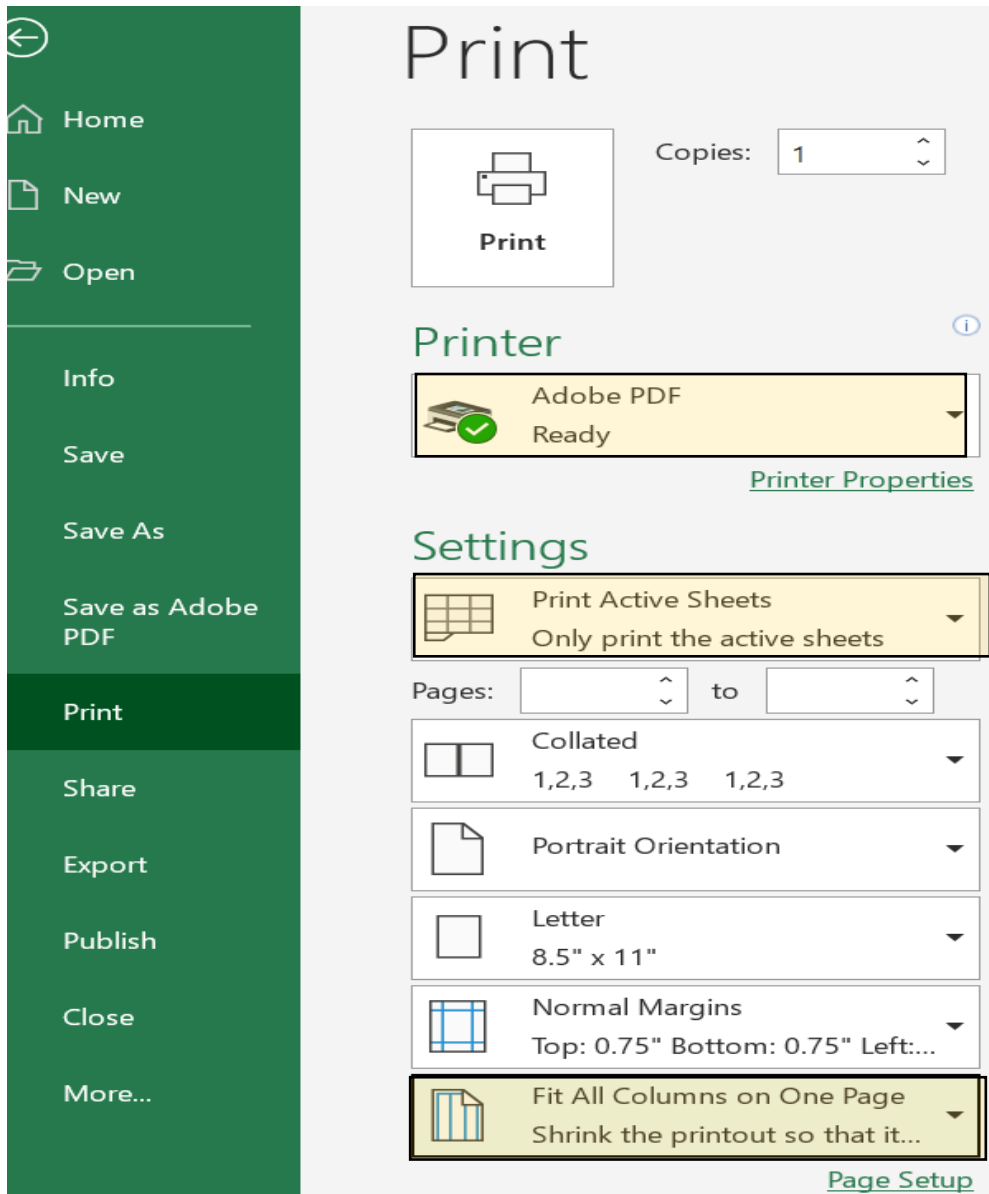 Home
New
Open
Info
Save
Save As
Save as Adobe
PDF
Print
Share
Export
Publish
Close
More...
Print
Print
Copies: 1
Printer
Adobe PDF
Ready
Printer Properties
Settings
Print Active Sheets
Only print the active sheets
Pages: to
Collated
1,2,3 1,2,3 1,2,3
Portrait Orientation
Letter
8.5" x 11"
Normal Margins
Top: 0.75" Bottom: 0.75" Left:...
Fit All Columns on One Page
Shrink the printout so that it...
Page Setup